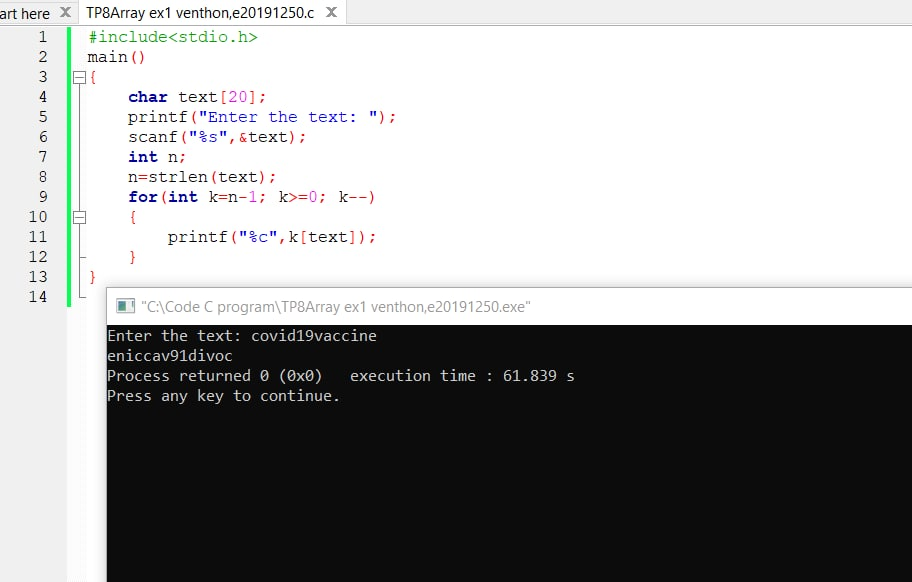 art here X TP8Array ex1 venthon,e20191250.c X
1 #include<stdio.h>
2 main()
3 {
4 char text[20];
5 printf("Enter the text: ");
6 scanf("%s",&text);
7 int n;
8 n=strlen(text);
9 for(int k=n-1; k>=0; k--)
10 {
11 printf("%c",k[text]);
12 }
13 }
14
"C:\Code C program\TP8Array ex1 venthon,e20191250.exe"
Enter the text: covid19vaccine
eniccav91divoc
Process returned 0 (0x0)   execution time : 61.839 s
Press any key to continue.